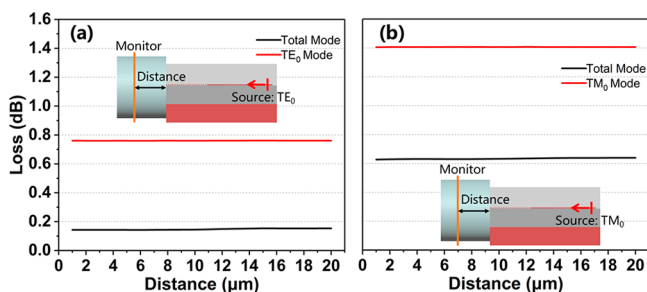 (a)
Total Mode
TE₀ Mode
Monitor
Distance
Source: TE₀
Loss (dB)
1.6
1.4
1.2
1.0
0.8
0.6
0.4
0.2
0.0
0 2 4 6 8 10 12 14 16 18 20
Distance (μm)
(b)
Total Mode
TM₀ Mode
Monitor
Distance
Source: TM₀
0 2 4 6 8 10 12 14 16 18 20
Distance (μm)